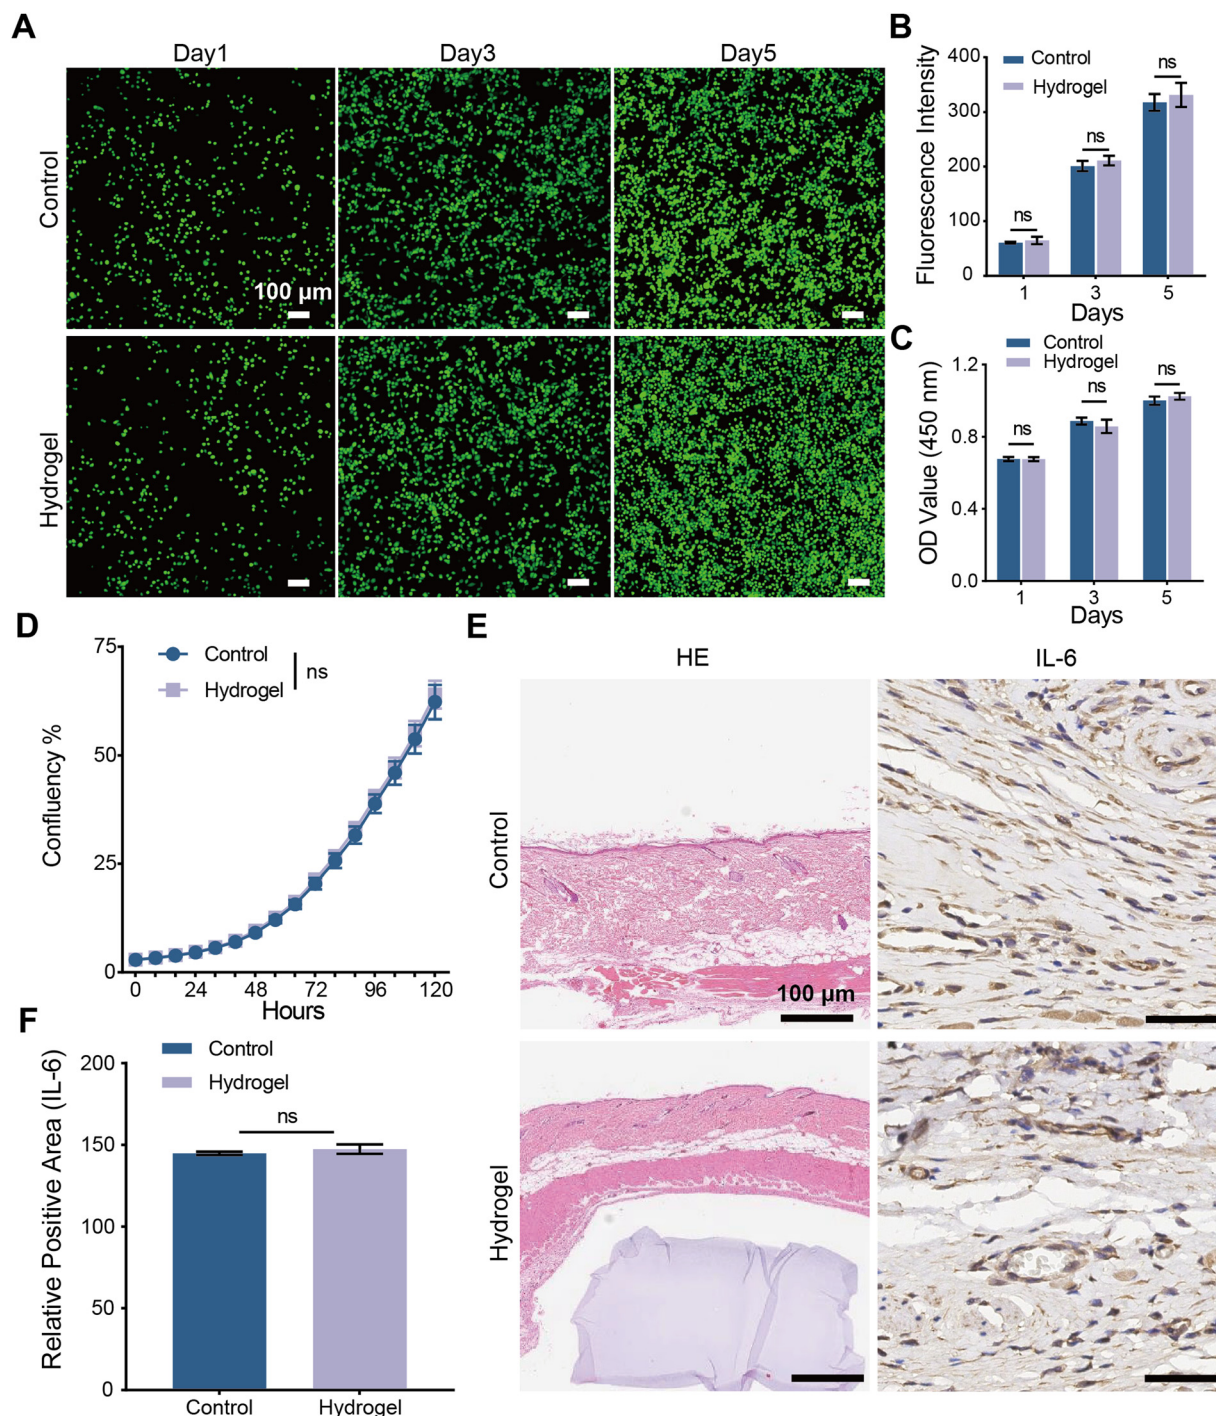 A
Day1 Day3 Day5
Control
100 µm
Hydrogel
B
Fluorescence Intensity
400
300
200
100
0
Control
Hydrogel
ns
ns
ns
1 3 5
Days
C
OD Value (450 nm)
1.2
0.8
0.4
0.0
Control
Hydrogel
ns
ns
ns
1 3 5
Days
D
Confluency %
75
50
25
0
Control
Hydrogel
ns
0 24 48 72 96 120
Hours
E
HE IL-6
Control
100 µm
Hydrogel
F
Relative Positive Area (IL-6)
200
150
100
50
0
Control
Hydrogel
ns
Control Hydrogel